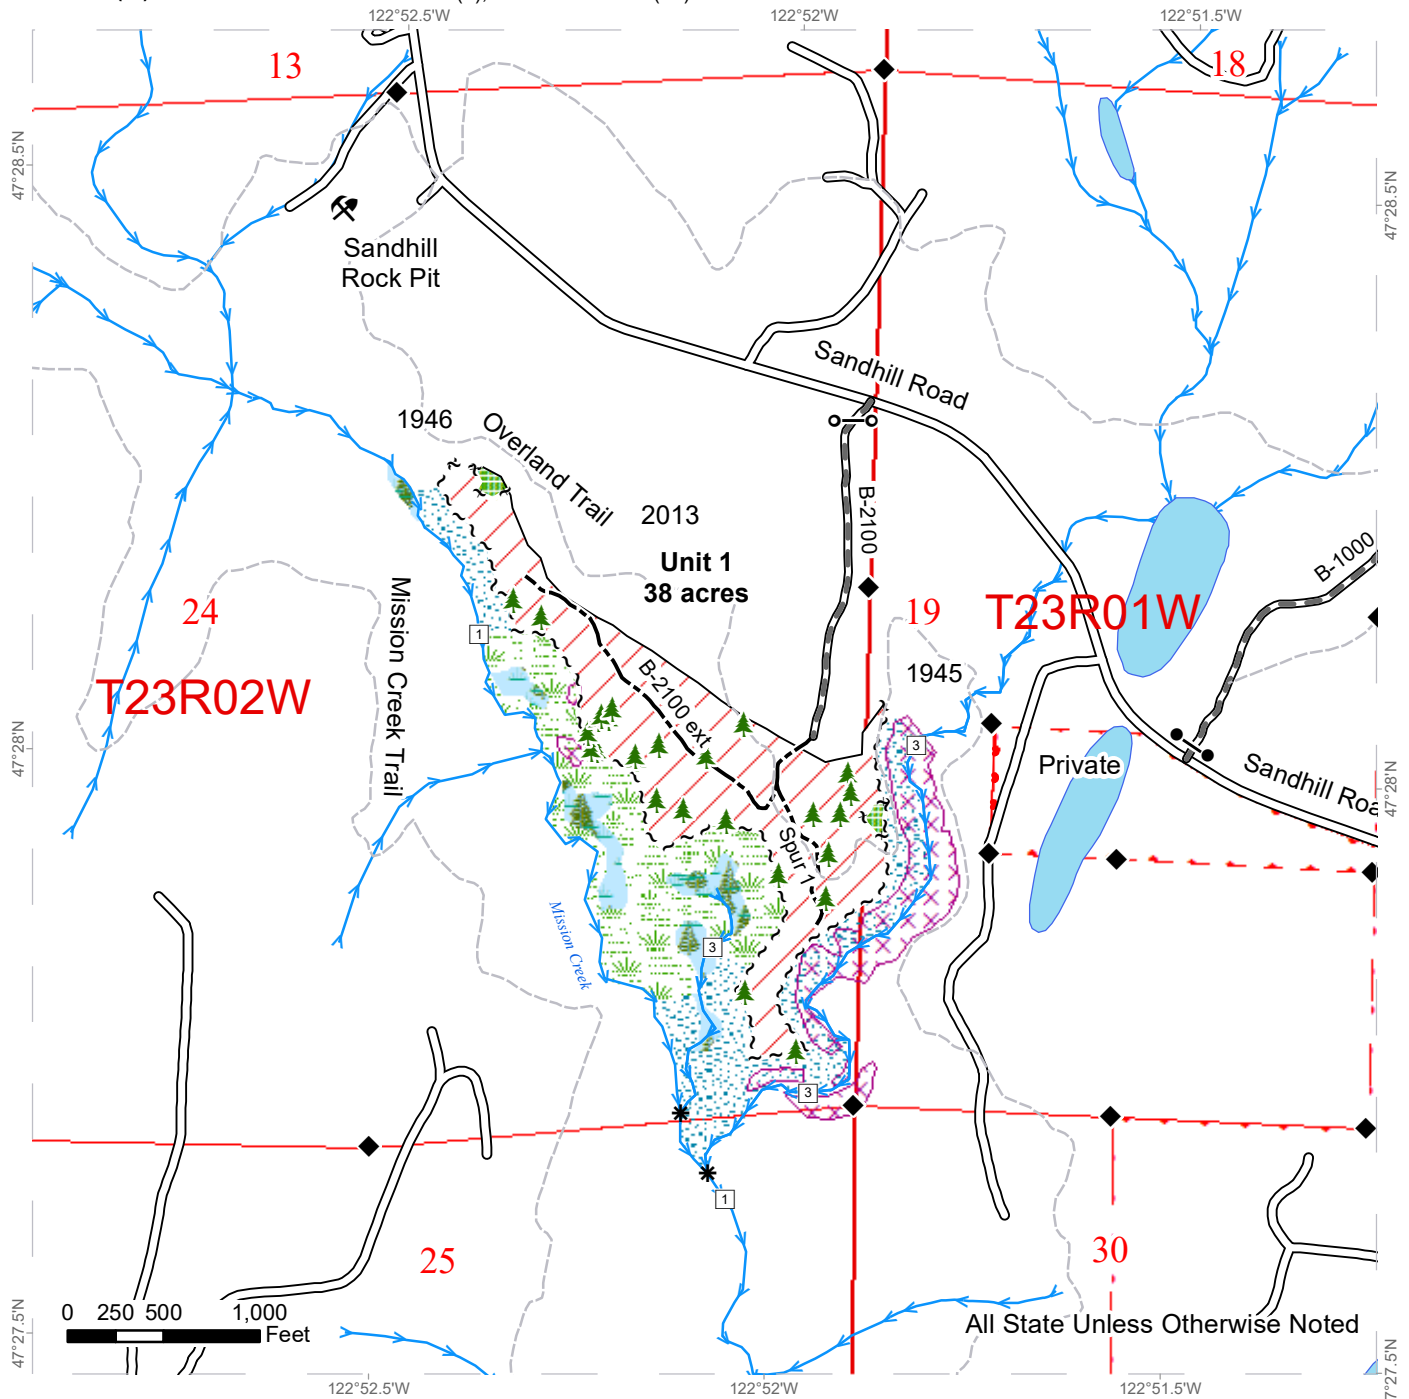 122°52.5'W
122°52'W
122°51.5'W
13
18
47°28.5'N
47°28.5'N
Sandhill
Rock Pit
Sandhill Road
1946
Overland Trail
2013
B-2100
Unit 1
38 acres
B-1000
24
19
T23R01W
Mission Creek Trail
1
T23R02W
B-2100 ext
1945
47°28'N
3
Private
Sandhill Roa
47°28'N
Spur 1
Mission Creek
3
3
1
25
30
0 250 500 1,000
Feet
All State Unless Otherwise Noted
47°27.5'N
7°27.5'N
122°52.5'W
122°52'W
122°51.5'W